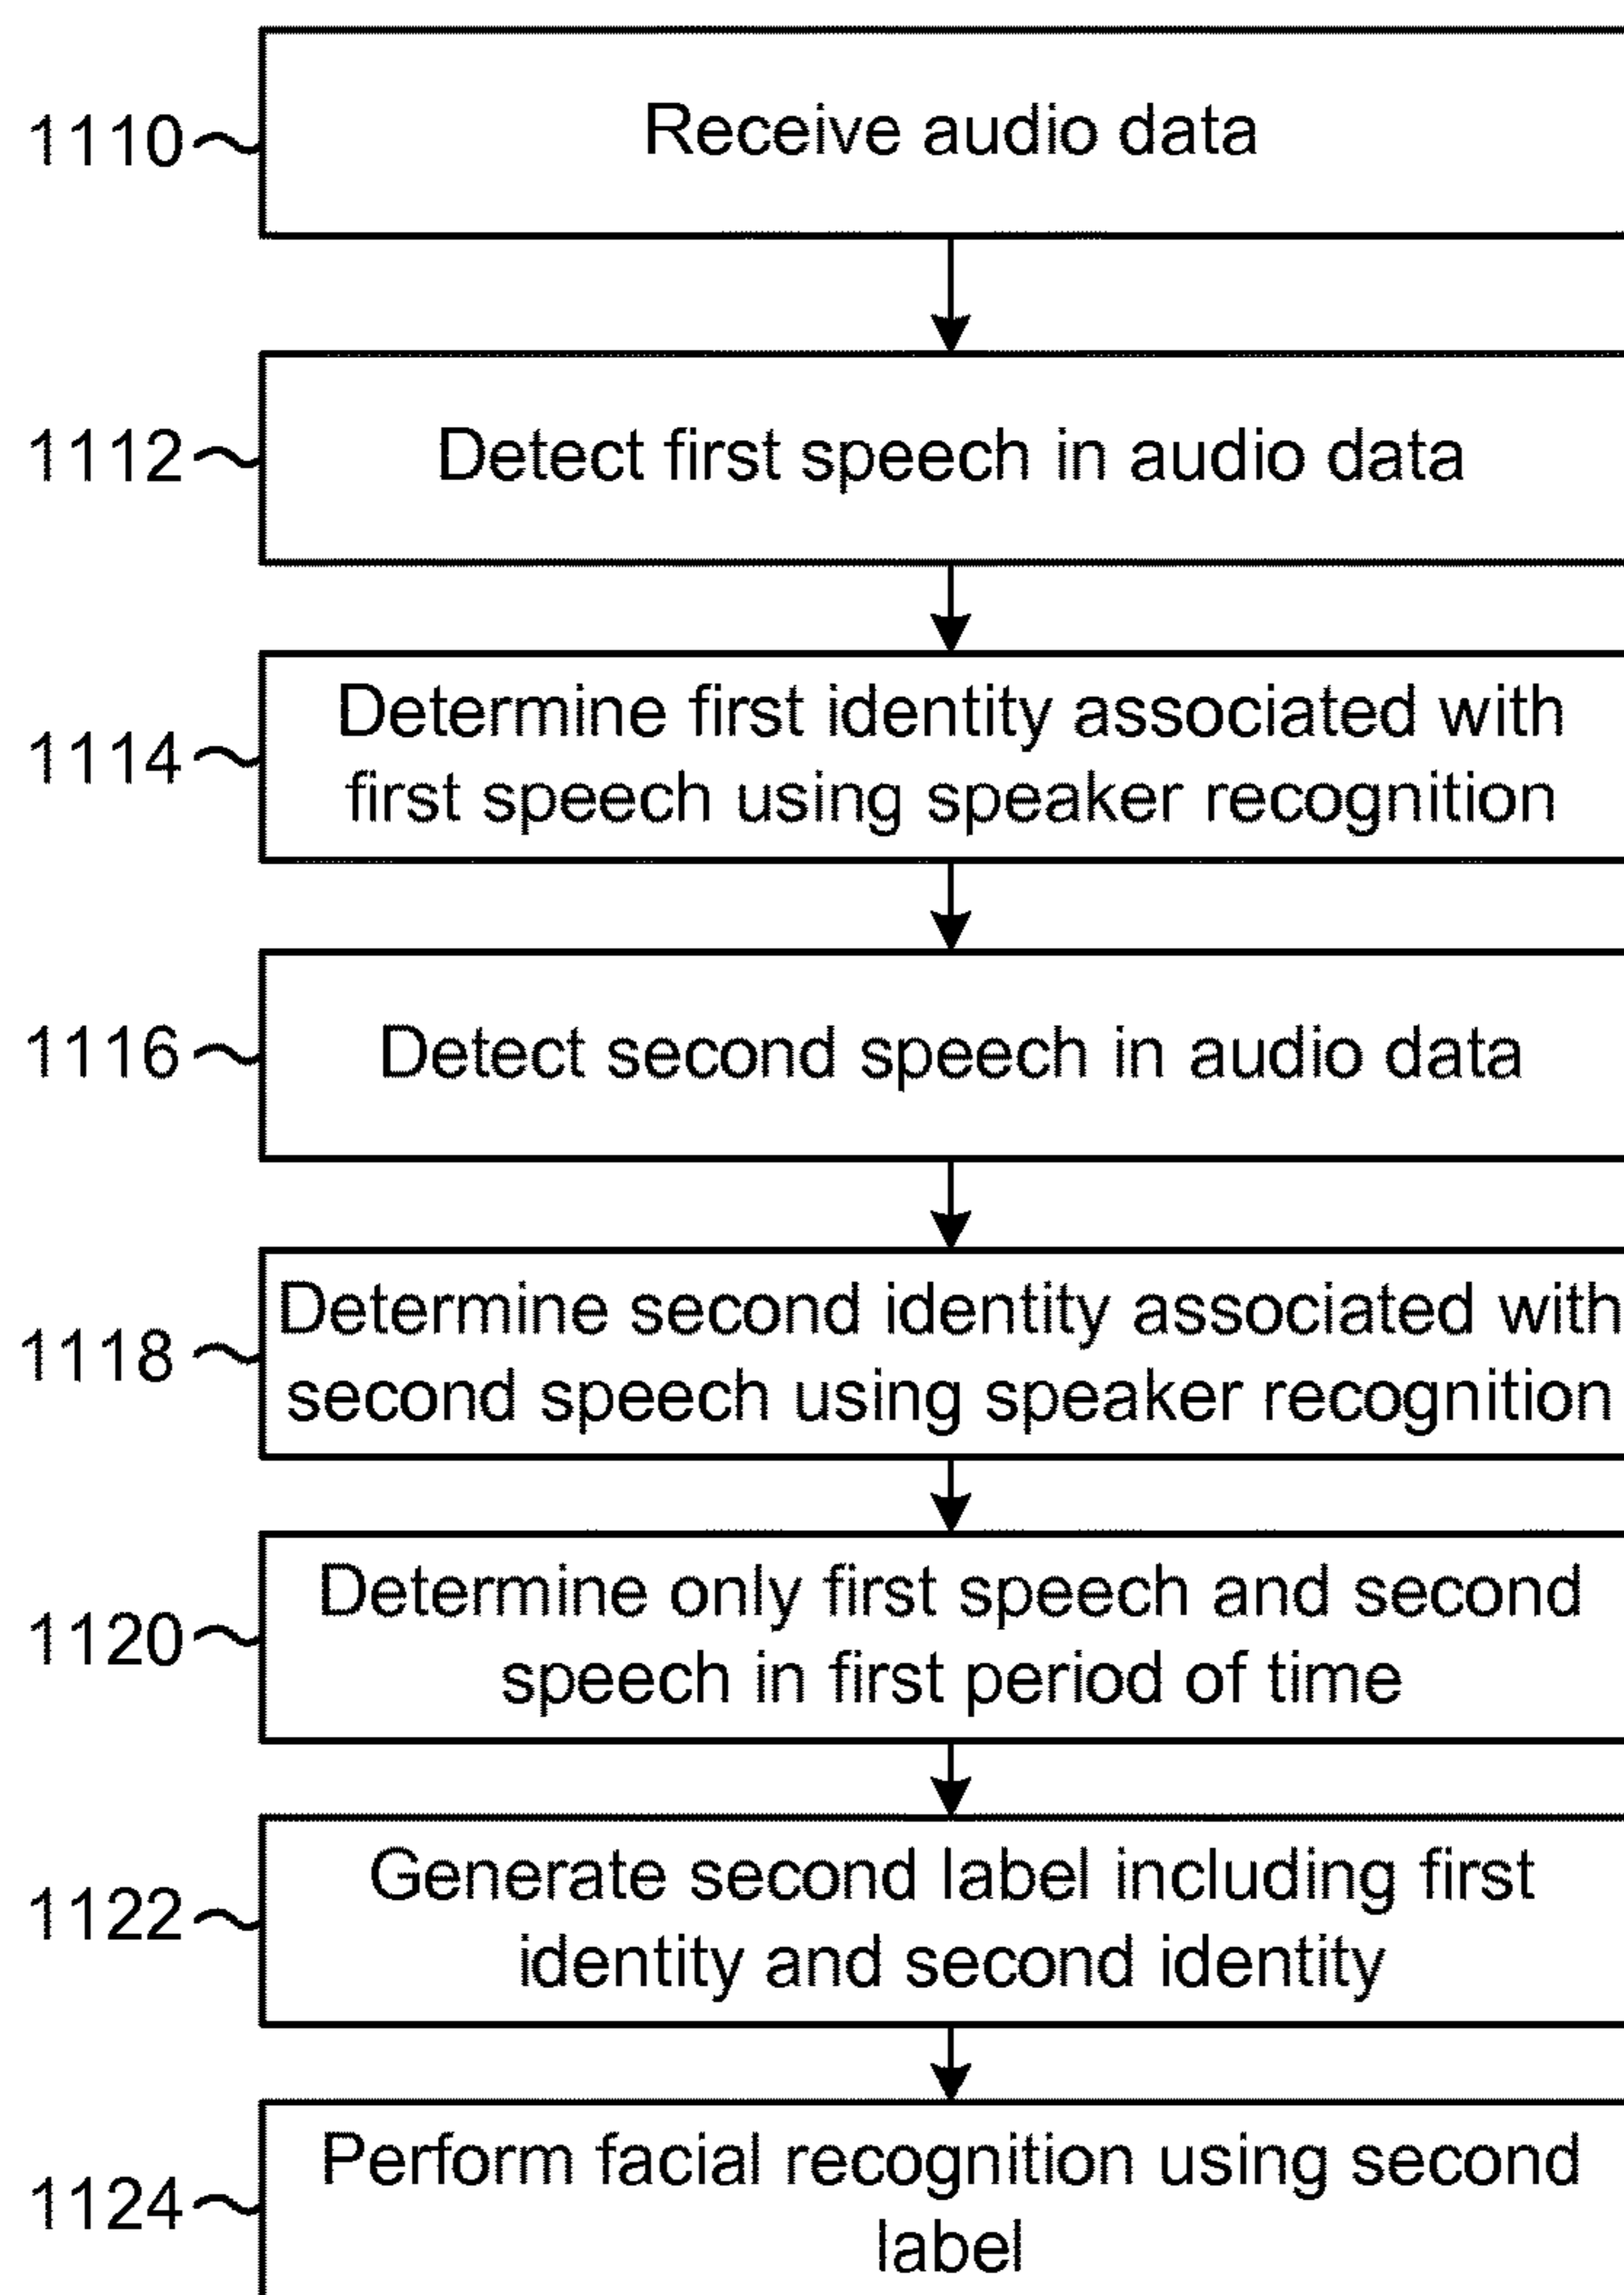 1110
Receive audio data
1112
Detect first speech in audio data
1114
Determine first identity associated with
first speech using speaker recognition
1116
Detect second speech in audio data
1118
Determine second identity associated with
second speech using speaker recognition
1120
Determine only first speech and second
speech in first period of time
1122
Generate second label including first
identity and second identity
1124
Perform facial recognition using second
label